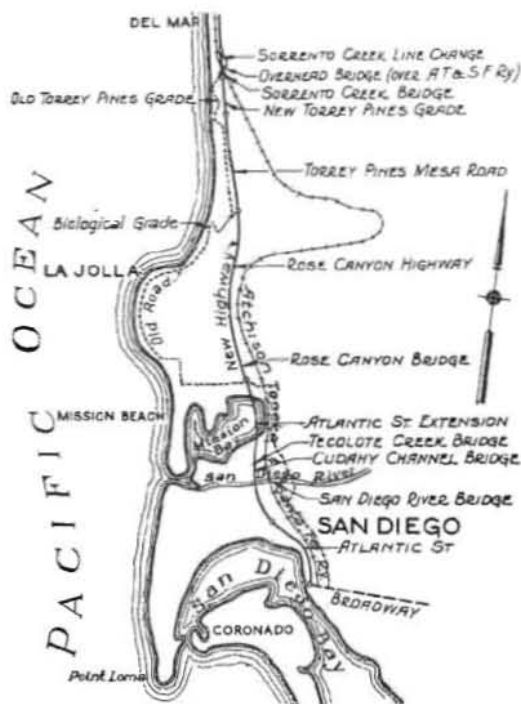 DEL MAR
SORRENTO CREEK LINE CHANGE
OVERHEAD BRIDGE (OVER A T & S F RY)
SORRENTO CREEK BRIDGE
OLD TORREY PINES GRADE
NEW TORREY PINES GRADE
TORREY PINES MESA ROAD
Biological Grade
LA JOLLA
ROSE CANYON HIGHWAY
Old Road
New Highway
Atchison Topeka
ROSE CANYON BRIDGE
MISSION BEACH
Mission Bay
ATLANTIC ST. EXTENSION
TECOLOTE CREEK BRIDGE
CUDAHY CHANNEL BRIDGE
San Diego River
SAN DIEGO RIVER BRIDGE
Santa Fe Ry.
SAN DIEGO
ATLANTIC ST
BROADWAY
San Diego Bay
CORONADO
Point Loma
PACIFIC OCEAN